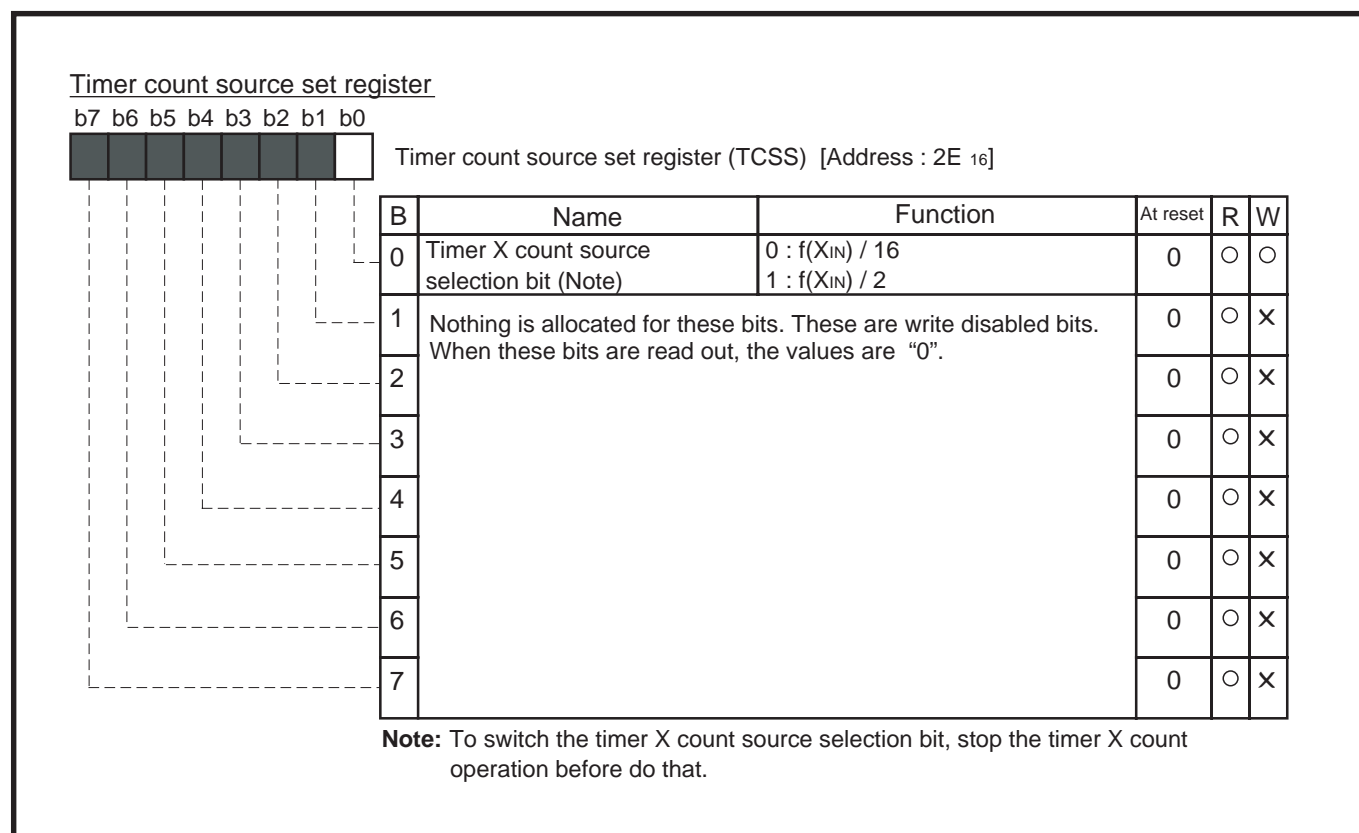 Timer count source set register
b7 b6 b5 b4 b3 b2 b1 b0
Timer count source set register (TCSS) [Address : 2E 16]
B Name Function At reset R W
0 Timer X count source selection bit (Note) 0 : f(XIN) / 16 0 ○ ○
1 : f(XIN) / 2
1 Nothing is allocated for these bits. These are write disabled bits. 0 ○ ×
When these bits are read out, the values are “0”.
2 0 ○ ×
3 0 ○ ×
4 0 ○ ×
5 0 ○ ×
6 0 ○ ×
7 0 ○ ×
Note: To switch the timer X count source selection bit, stop the timer X count
operation before do that.